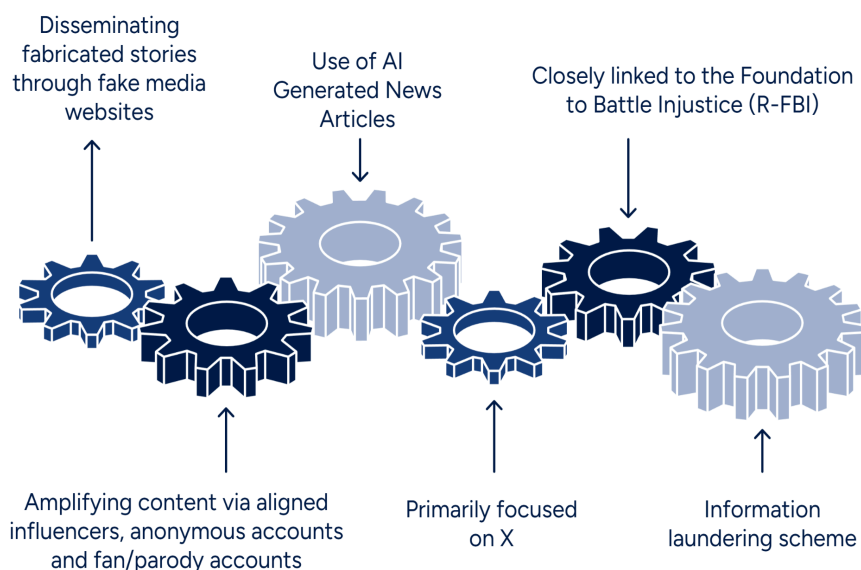 Disseminating
fabricated stories
through fake media
websites
Use of AI
Generated News
Articles
Closely linked to the Foundation
to Battle Injustice (R-FBI)
Amplifying content via aligned
influencers, anonymous accounts
and fan/parody accounts
Primarily focused
on X
Information
laundering scheme